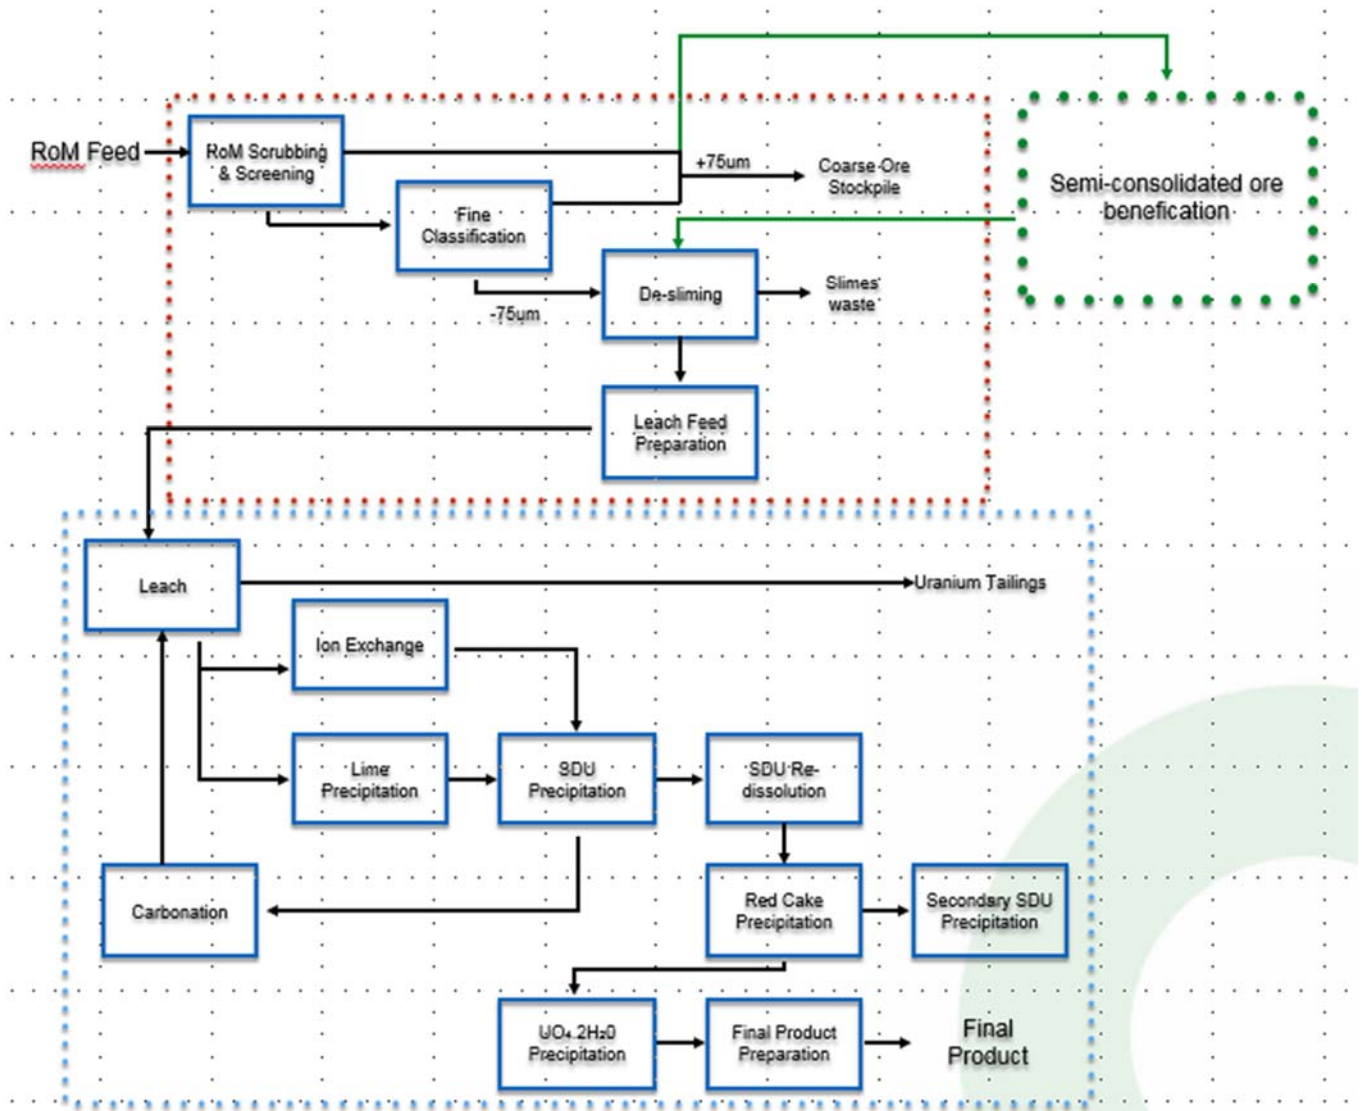 RoM Feed
RoM Scrubbing
& Screening
+75um
Coarse Ore
Stockpile
Semi-consolidated ore
benefication
Fine
Classification
-75um
De-sliming
Slimes
waste
Leach Feed
Preparation
Leach
Uranium Tailings
Ion Exchange
Lime
Precipitation
SDU
Precipitation
SDU Re-
dissolution
Carbonation
Red Cake
Precipitation
Secondary SDU
Precipitation
UO₄.2H₂0
Precipitation
Final Product
Preparation
Final
Product